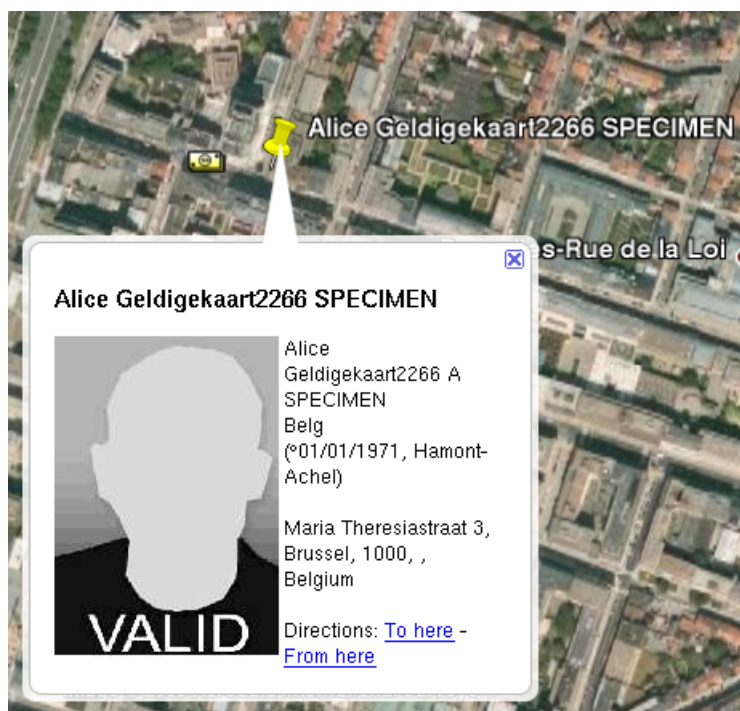 Alice Geldigekaart2266 SPECIMEN
s-Rue de la Loi
Alice Geldigekaart2266 SPECIMEN
Alice
Geldigekaart2266 A
SPECIMEN
Belg
(°01/01/1971, Hamont-
Achel)
Maria Theresiastraat 3,
Brussel, 1000, ,
Belgium
Directions: To here -
From here
VALID